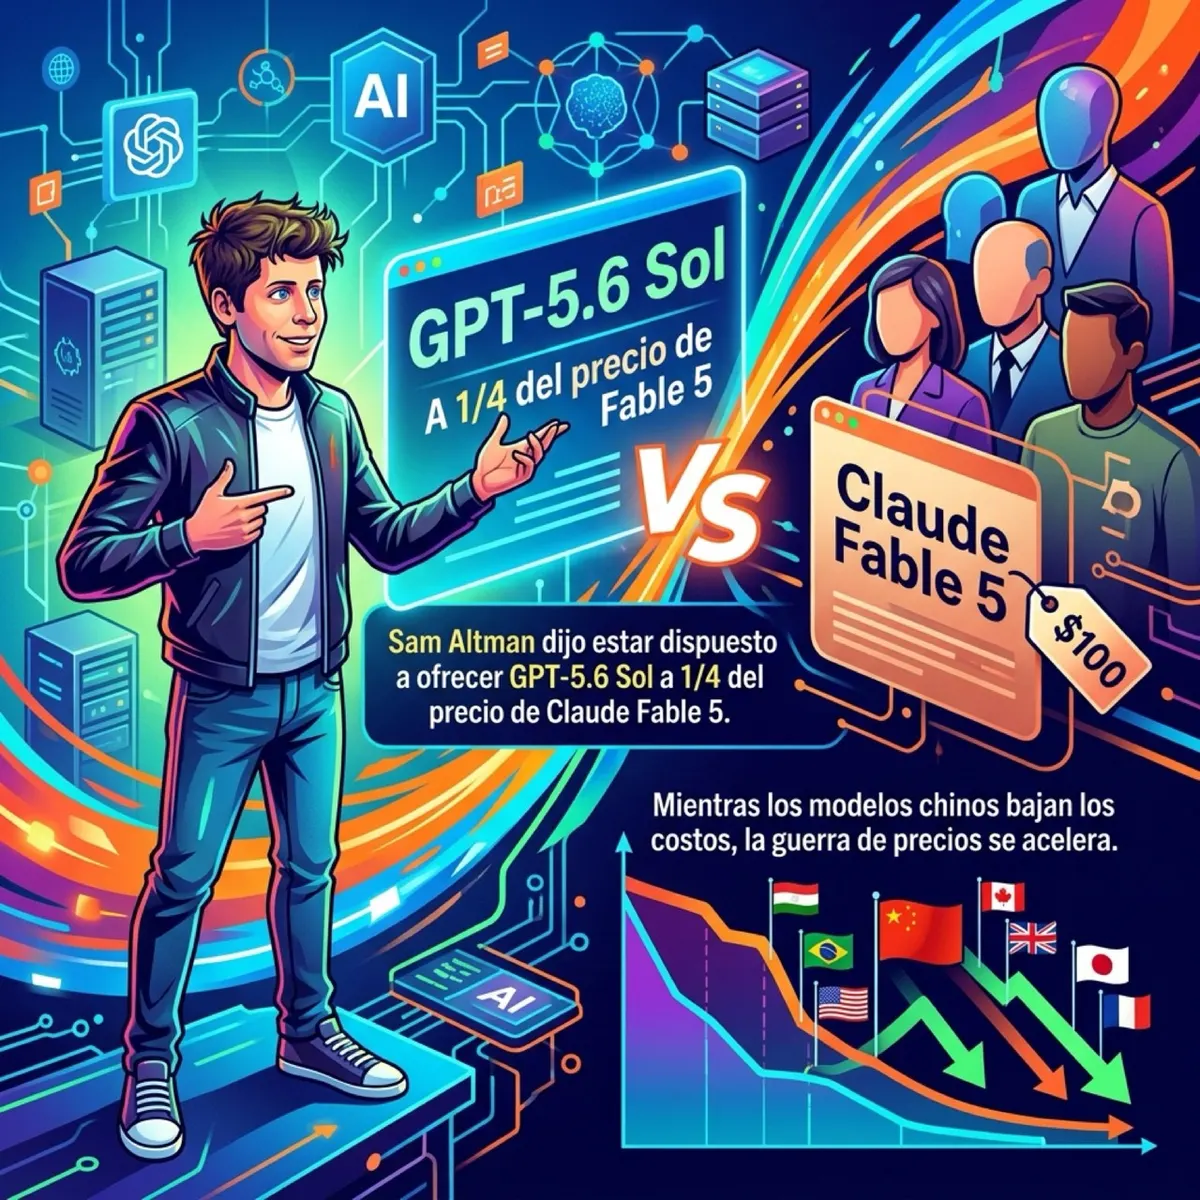 AI
GPT-5.6 Sol
A 1/4 del precio de
Fable 5
VS
Claude
Fable 5
$100
Sam Altman dijo estar dispuesto
a ofrecer GPT-5.6 Sol a 1/4 del
precio de Claude Fable 5.
Mientras los modelos chinos bajan los
costos, la guerra de precios se acelera.
AI